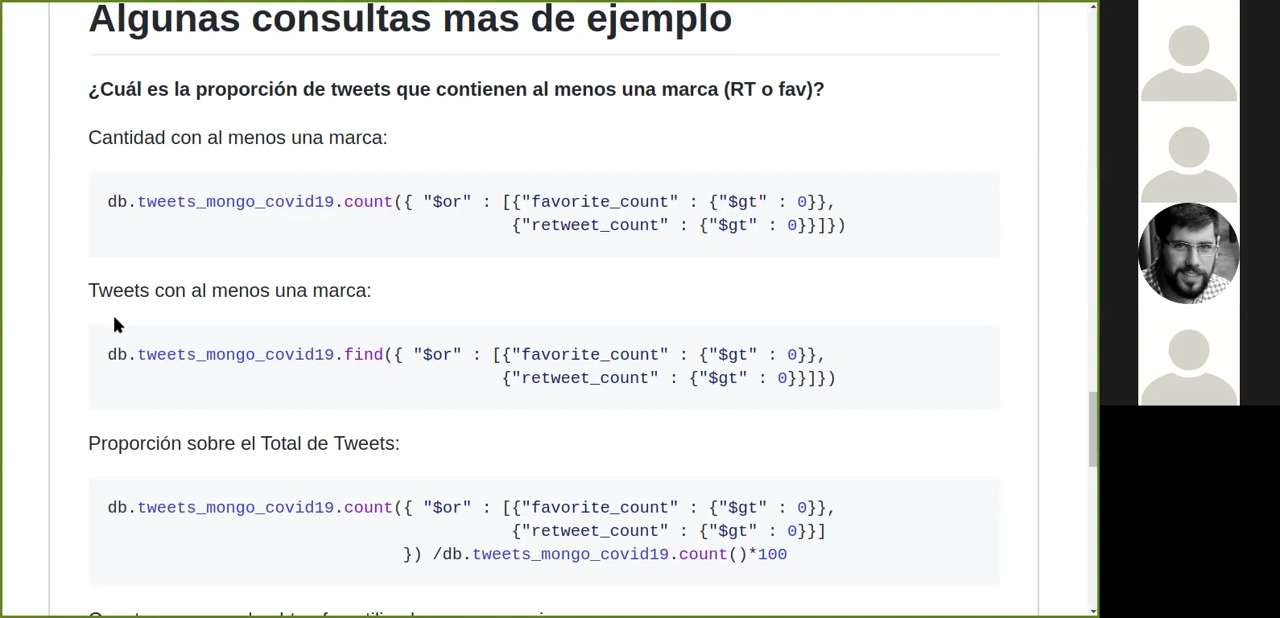 Algunas consultas mas de ejemplo
¿Cuál es la proporción de tweets que contienen al menos una marca (RT o fav)?
Cantidad con al menos una marca:
db.tweets_mongo_covid19.count({ "$or" : [{"favorite_count" : {"$gt" : 0}},
{"retweet_count" : {"$gt" : 0}}]})
Tweets con al menos una marca:
db.tweets_mongo_covid19.find({ "$or" : [{"favorite_count" : {"$gt" : 0}},
{"retweet_count" : {"$gt" : 0}}]})
Proporción sobre el Total de Tweets:
db.tweets_mongo_covid19.count({ "$or" : [{"favorite_count" : {"$gt" : 0}},
{"retweet_count" : {"$gt" : 0}}]
}) /db.tweets_mongo_covid19.count()*100